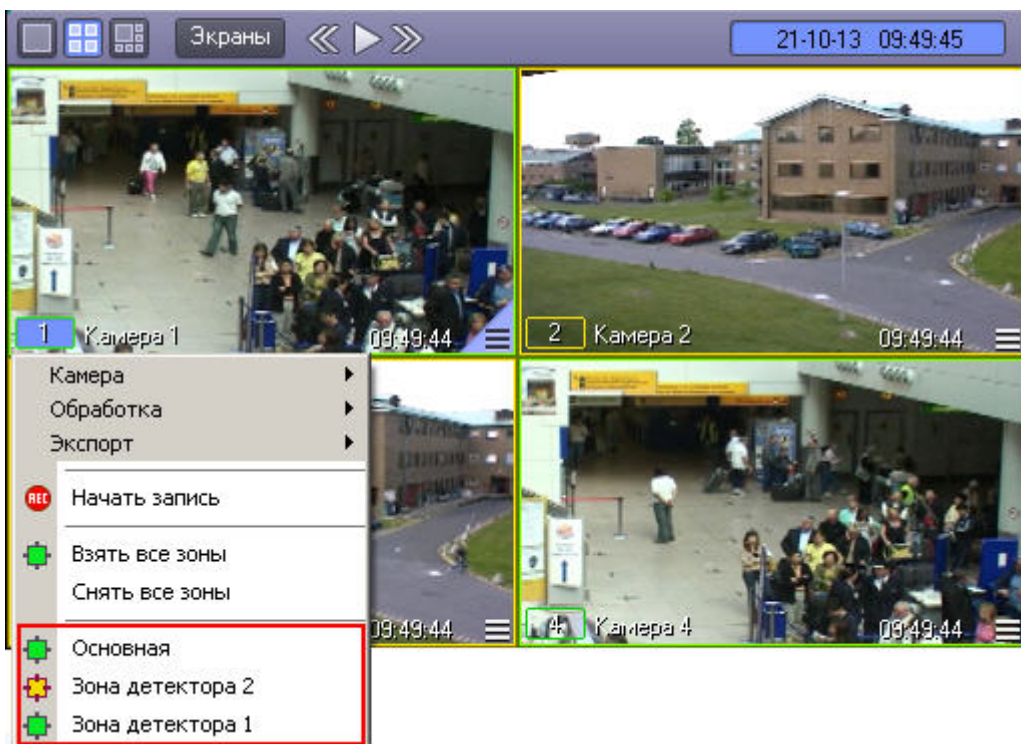 Экраны
21-10-13 09:49:45
1 Камера 1 09:49:44
2 Камера 2 09:49:44
Камера
Обработка
Экспорт
REC Начать запись
Взять все зоны
Снять все зоны
09:49:44
4 Камера 4 09:49:44
Основная
Зона детектора 2
Зона детектора 1